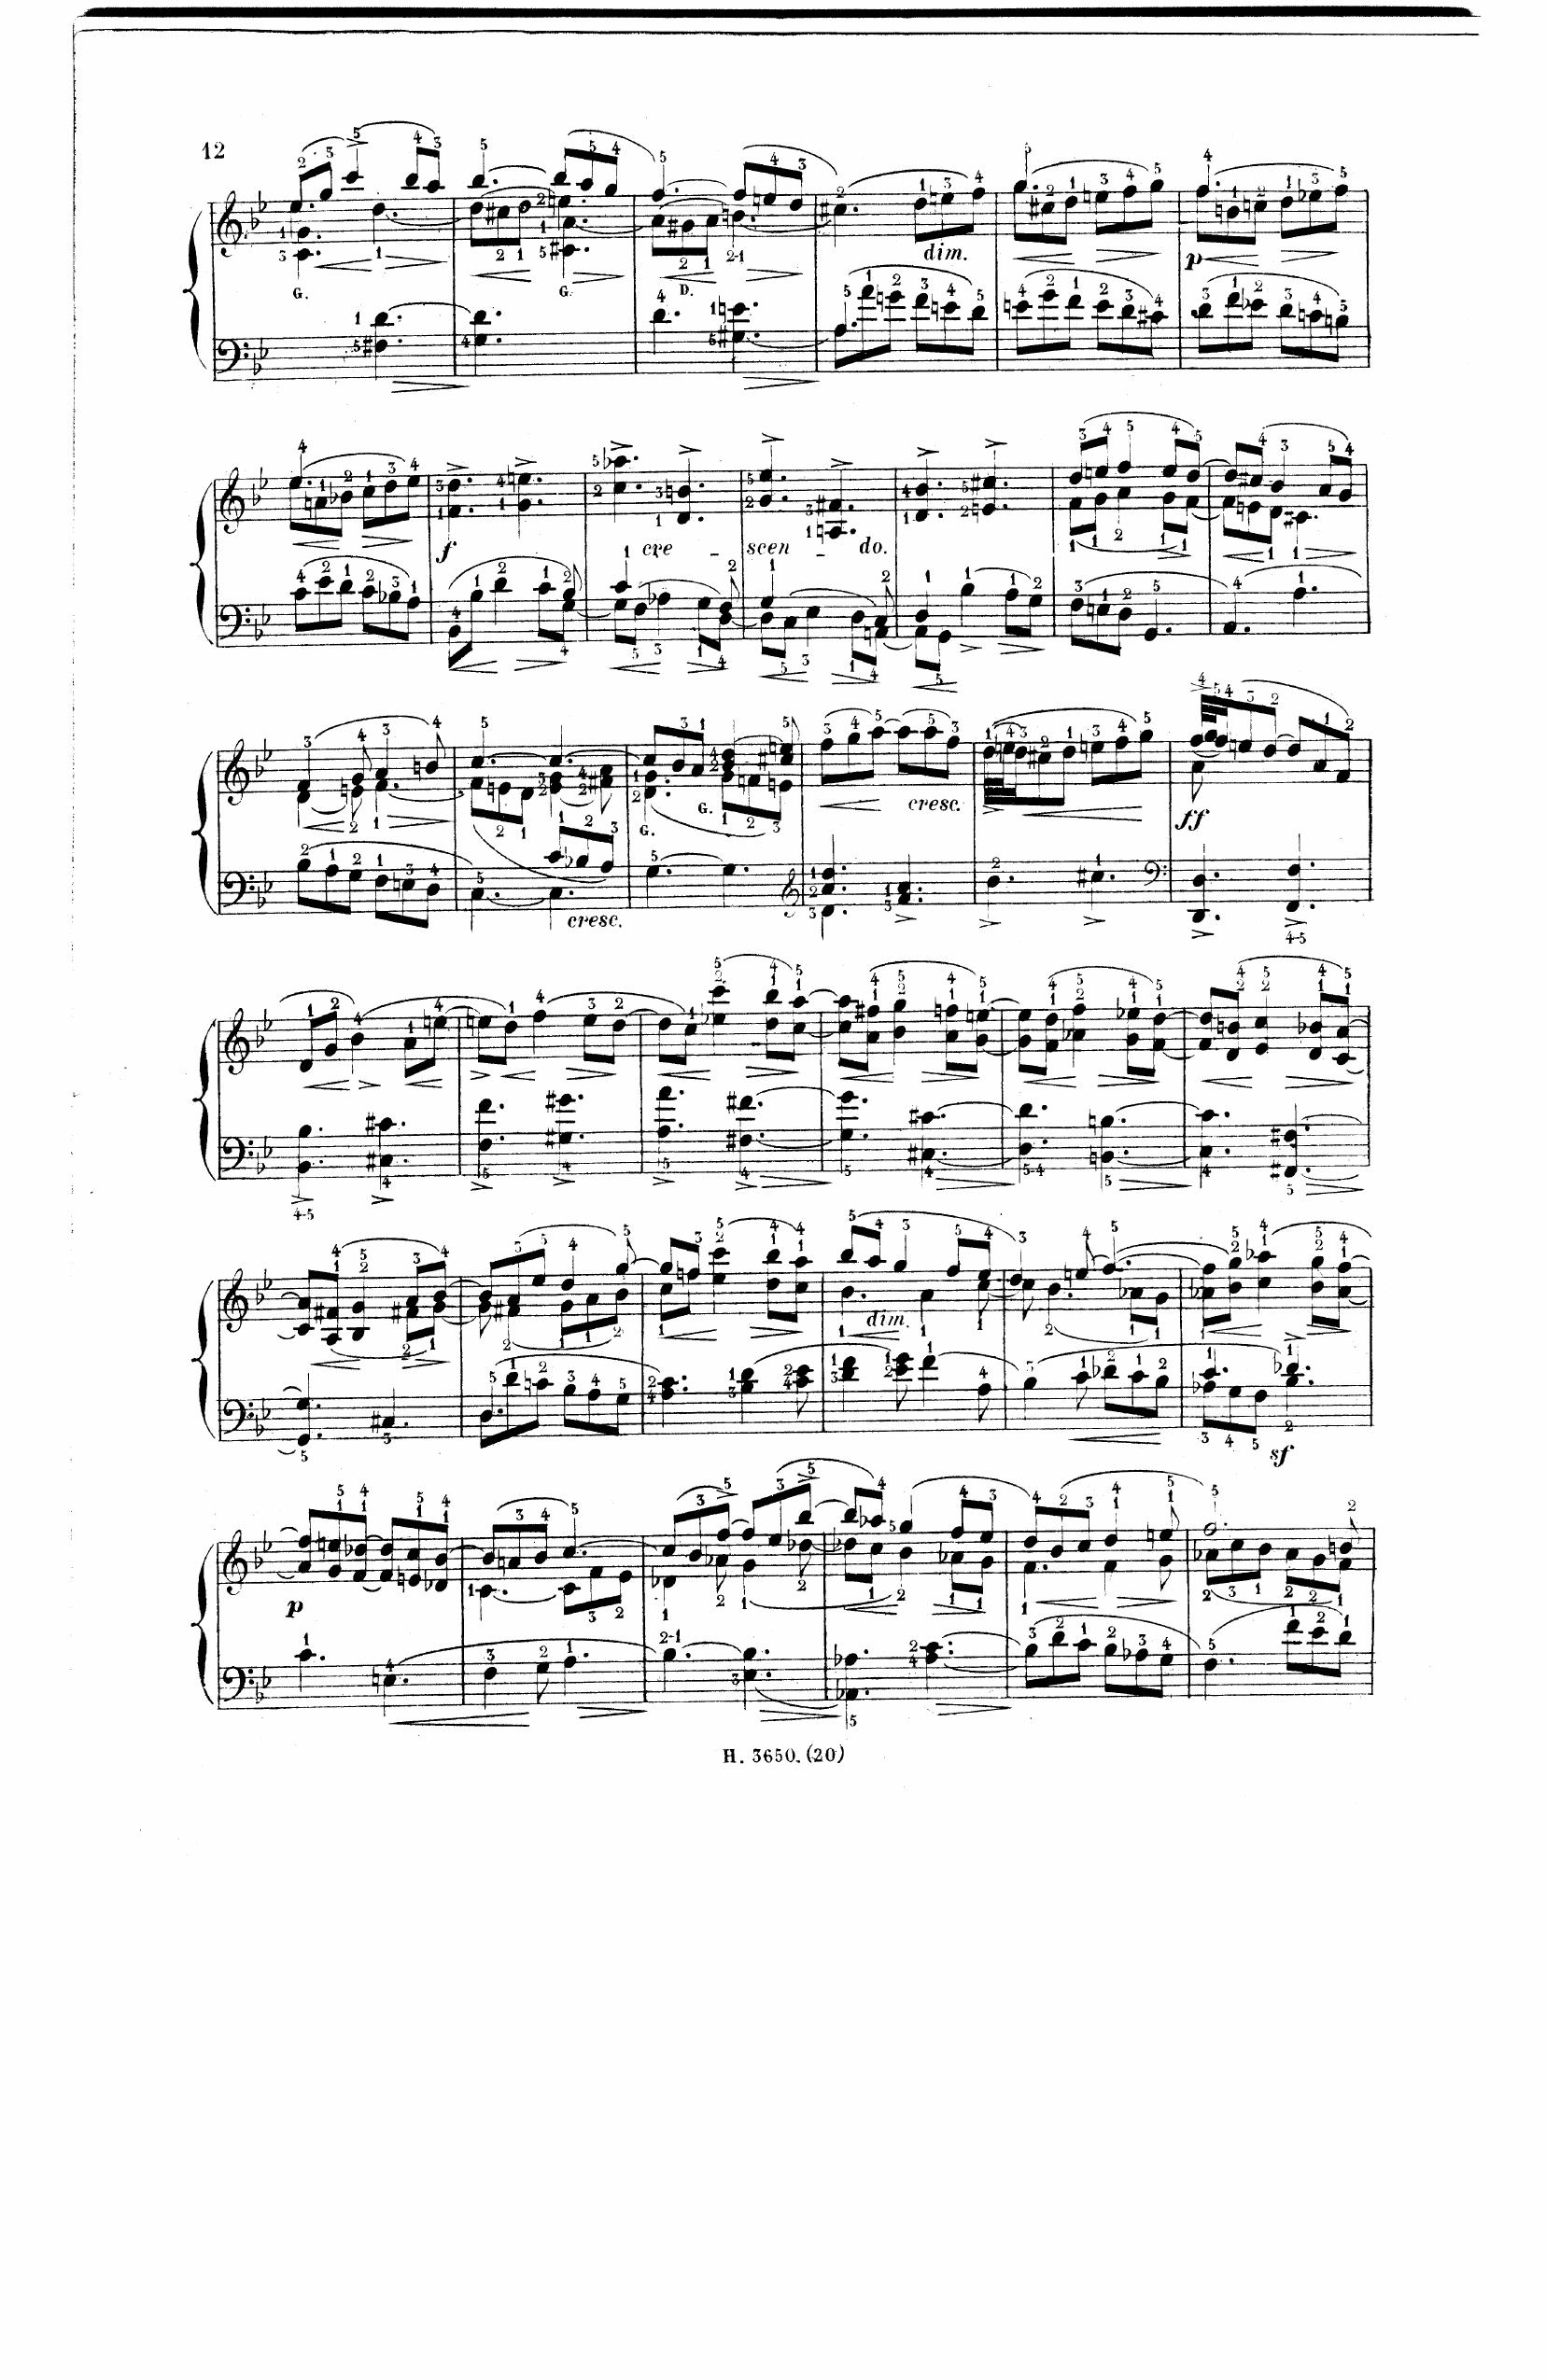 12
G.
G.
D.
dim.
p
f
cre - scen - do.
G.
G.
cresc.
cresc.
ff
dim.
sf
p
H. 3650. (20)